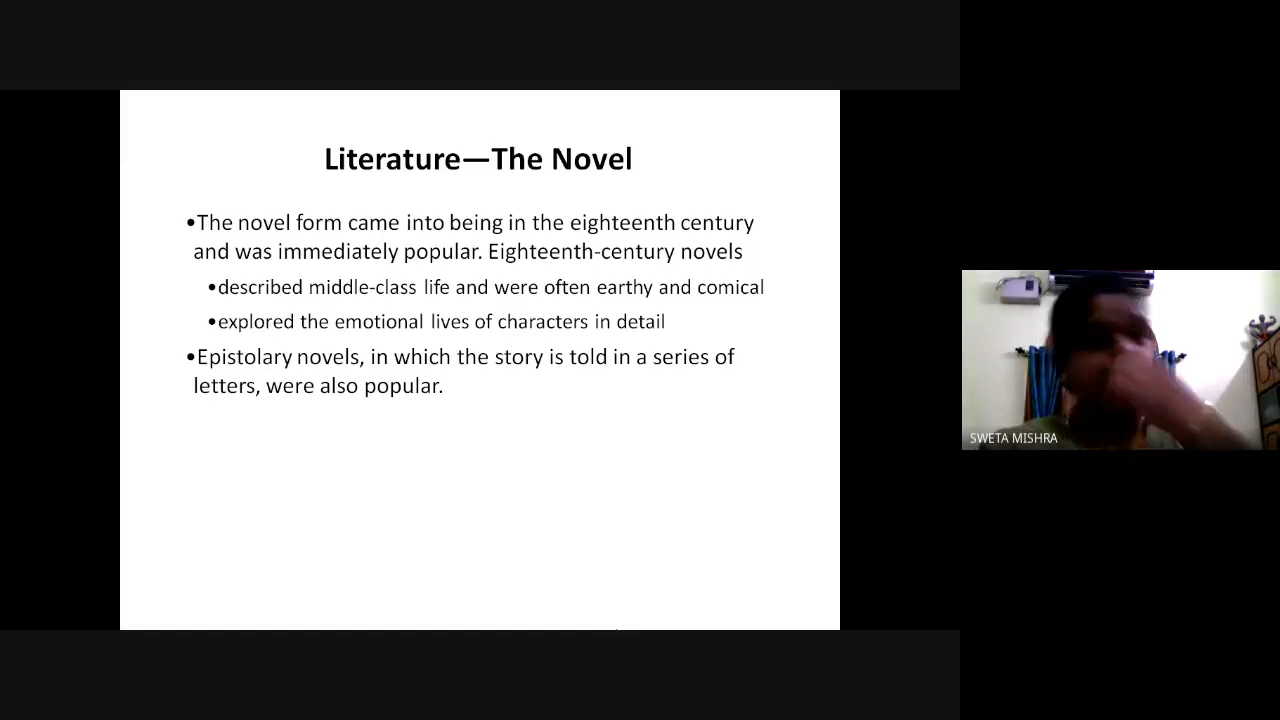 Literature—The Novel
•The novel form came into being in the eighteenth century
and was immediately popular. Eighteenth-century novels
•described middle-class life and were often earthy and comical
•explored the emotional lives of characters in detail
•Epistolary novels, in which the story is told in a series of
letters, were also popular.
SWETA MISHRA